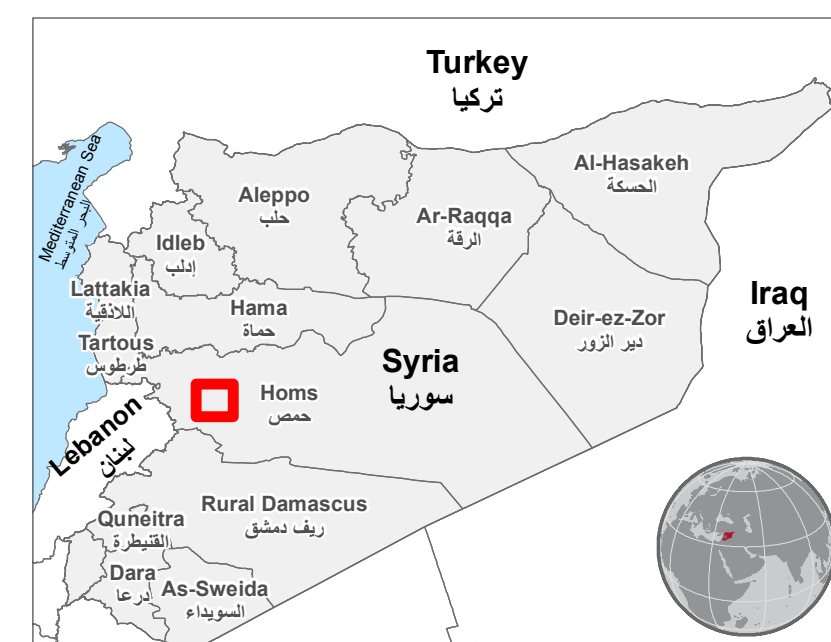 Turkey
تركيا
Mediterranean Sea
البحر المتوسط
Al-Hasakeh
الحسكة
Aleppo
حلب
Ar-Raqqa
الرقة
Idleb
إدلب
Lattakia
اللاذقية
Hama
حماة
Iraq
العراق
Deir-ez-Zor
دير الزور
Tartous
طرطوس
Syria
سوريا
Homs
حمص
Lebanon
لبنان
Rural Damascus
ريف دمشق
Quneitra
القنيطرة
Dara
درعا
As-Sweida
السويداء